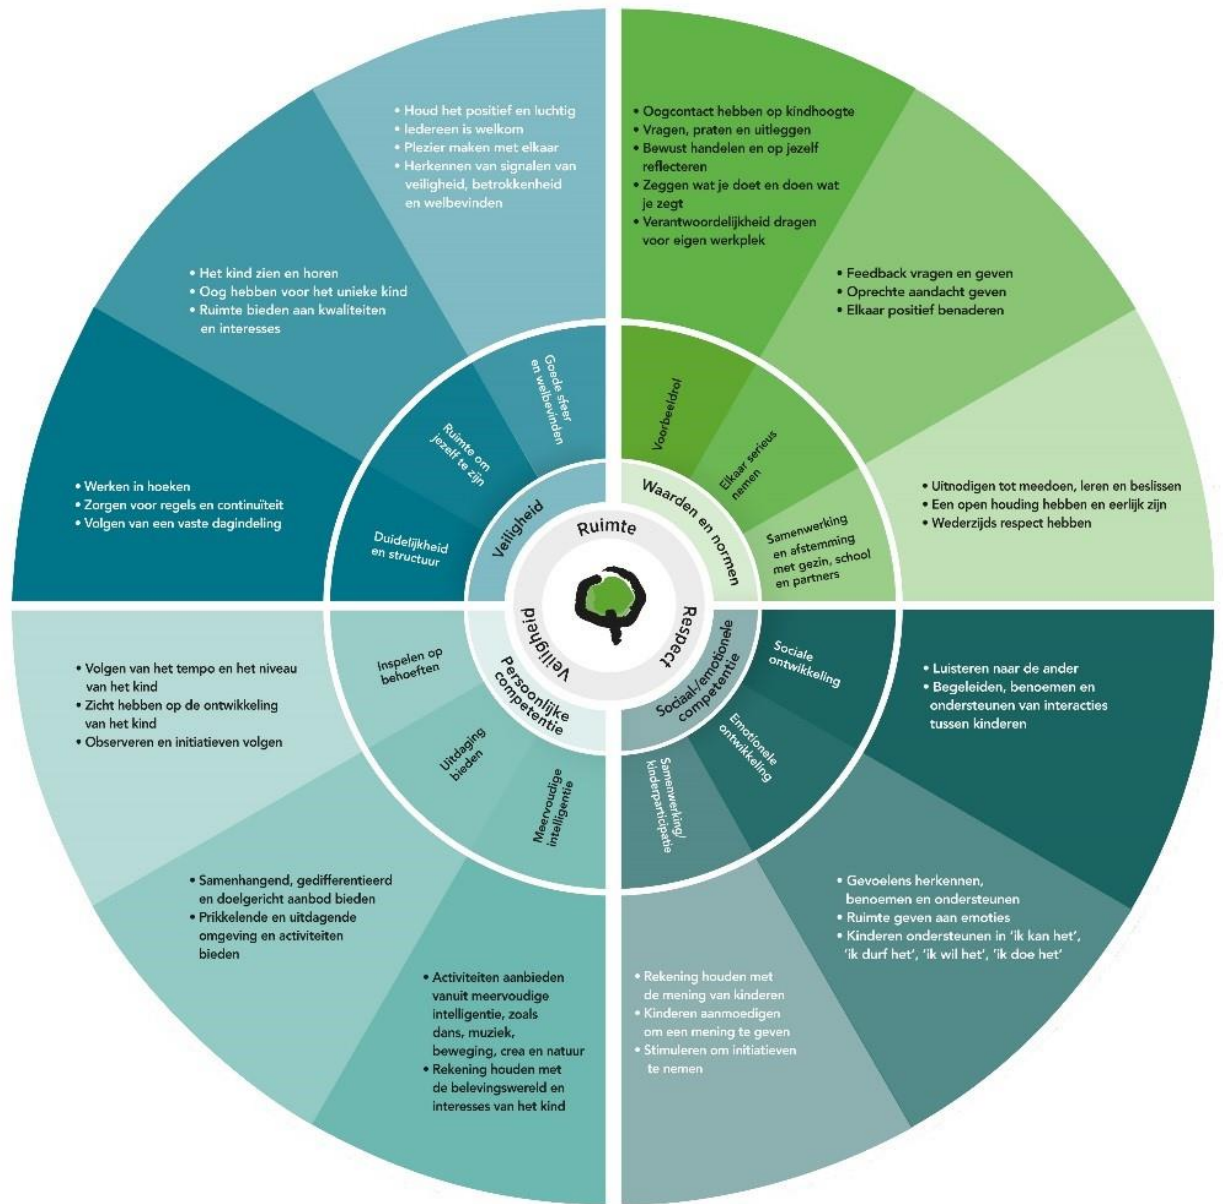 • Houd het positief en luchtig
• Iedereen is welkom
• Plezier maken met elkaar
• Herkennen van signalen van
veiligheid, betrokkenheid
en welbevinden
• Oogcontact hebben op kindhoogte
• Vragen, praten en uitleggen
• Bewust handelen en op jezelf
reflecteren
• Zeggen wat je doet en doen wat
je zegt
• Verantwoordelijkheid dragen
voor eigen werkplek
• Het kind zien en horen
• Oog hebben voor het unieke kind
• Ruimte bieden aan kwaliteiten
en interesses
• Feedback vragen en geven
• Oprechte aandacht geven
• Elkaar positief benaderen
• Werken in hoeken
• Zorgen voor regels en continuïteit
• Volgen van een vaste dagindeling
• Uitnodigen tot meedoen, leren en beslissen
• Een open houding hebben en eerlijk zijn
• Wederzijds respect hebben
Goede sfeer
en welbevinden
Ruimte om
jezelf te zijn
Duidelijkheid
en structuur
Voorbeeldrol
Elkaar serieus
nemen
Samenwerking
en afstemming
met gezin, school
en partners
Veiligheid
Waarden en normen
Ruimte
Respect
Veiligheid
Persoonlijke
competentie
Sociaal-/emotionele
competentie
Inspelen op
behoeften
Uitdaging
bieden
Meervoudige
intelligentie
Sociale
ontwikkeling
Emotionele
ontwikkeling
Samenwerking/
kinderparticipatie
• Volgen van het tempo en het niveau
van het kind
• Zicht hebben op de ontwikkeling
van het kind
• Observeren en initiatieven volgen
• Luisteren naar de ander
• Begeleiden, benoemen en
ondersteunen van interacties
tussen kinderen
• Samenhangend, gedifferentieerd
en doelgericht aanbod bieden
• Prikkelende en uitdagende
omgeving en activiteiten
bieden
• Gevoelens herkennen,
benoemen en ondersteunen
• Ruimte geven aan emoties
• Kinderen ondersteunen in 'ik kan het',
'ik durf het', 'ik wil het', 'ik doe het'
• Activiteiten aanbieden
vanuit meervoudige
intelligentie, zoals
dans, muziek,
beweging, crea en natuur
• Rekening houden met
de belevingswereld en
interesses van het kind
• Rekening houden met
de mening van kinderen
• Kinderen aanmoedigen
om een mening te geven
• Stimuleren om initiatieven
te nemen